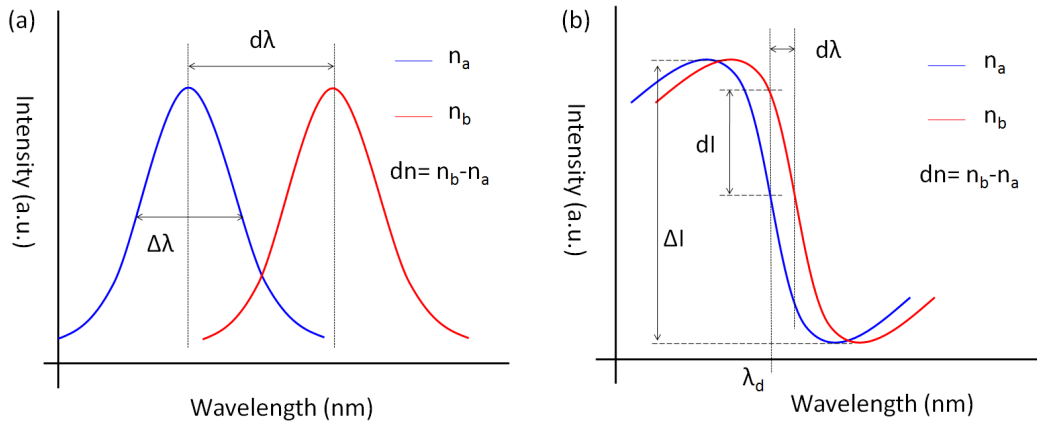 (a)
dλ
n_a
n_b
dn= n_b-n_a
Δλ
Intensity (a.u.)
Wavelength (nm)
(b)
dλ
n_a
n_b
dn= n_b-n_a
dI
ΔI
Intensity (a.u.)
λ_d
Wavelength (nm)